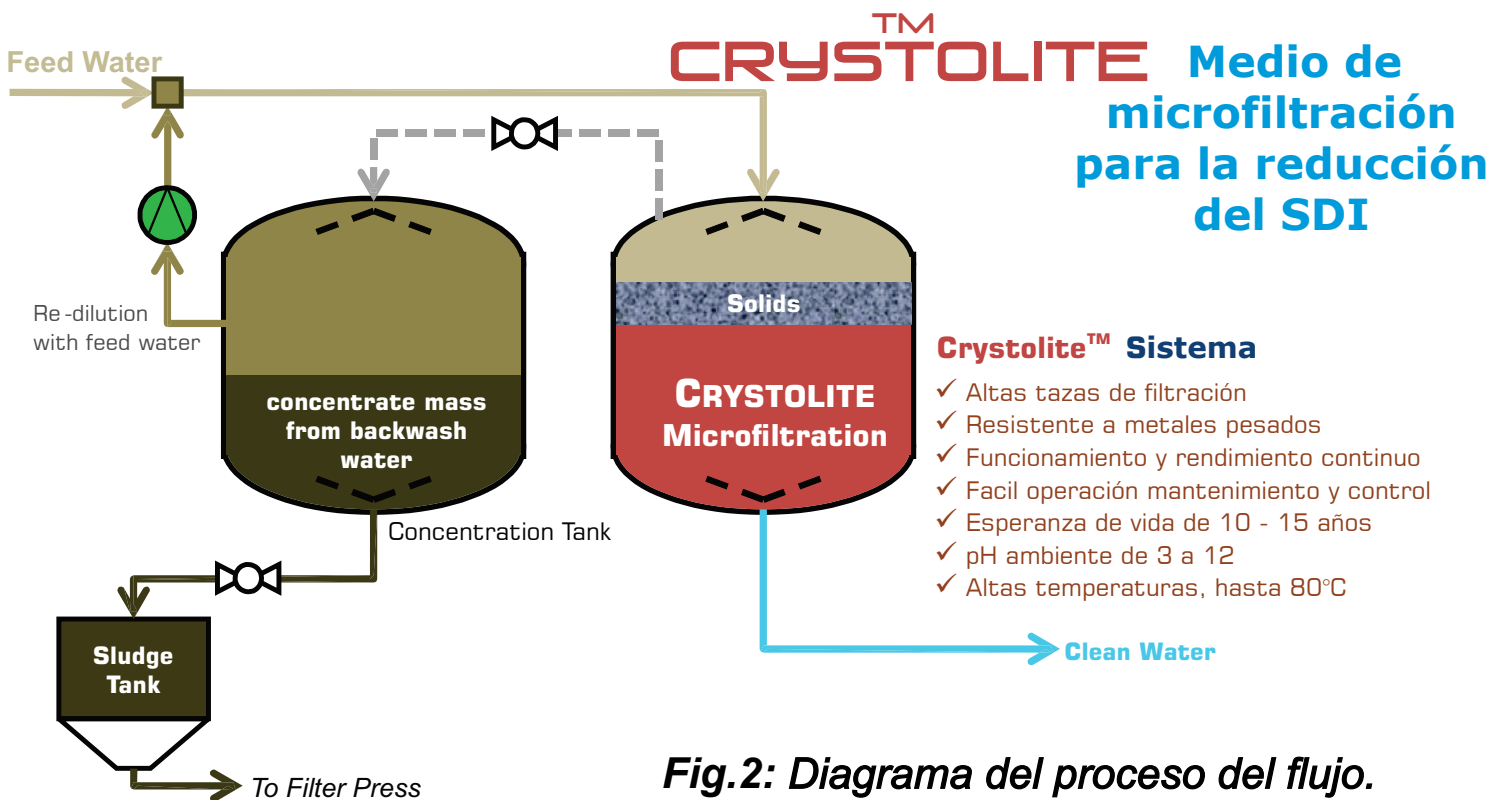 TM
CRYSTOLITE
Medio de
microfiltración
para la reducción
del SDI
Feed Water
Re-dilution
with feed water
Solids
CRYSTOLITE
Microfiltration
concentrate mass
from backwash
water
Concentration Tank
Crystolite™ Sistema
✓ Altas tazas de filtración
✓ Resistente a metales pesados
✓ Funcionamiento y rendimiento continuo
✓ Facil operación mantenimiento y control
✓ Esperanza de vida de 10 - 15 años
✓ pH ambiente de 3 a 12
✓ Altas temperaturas, hasta 80°C
Clean Water
Sludge
Tank
To Filter Press
Fig.2: Diagrama del proceso del flujo.